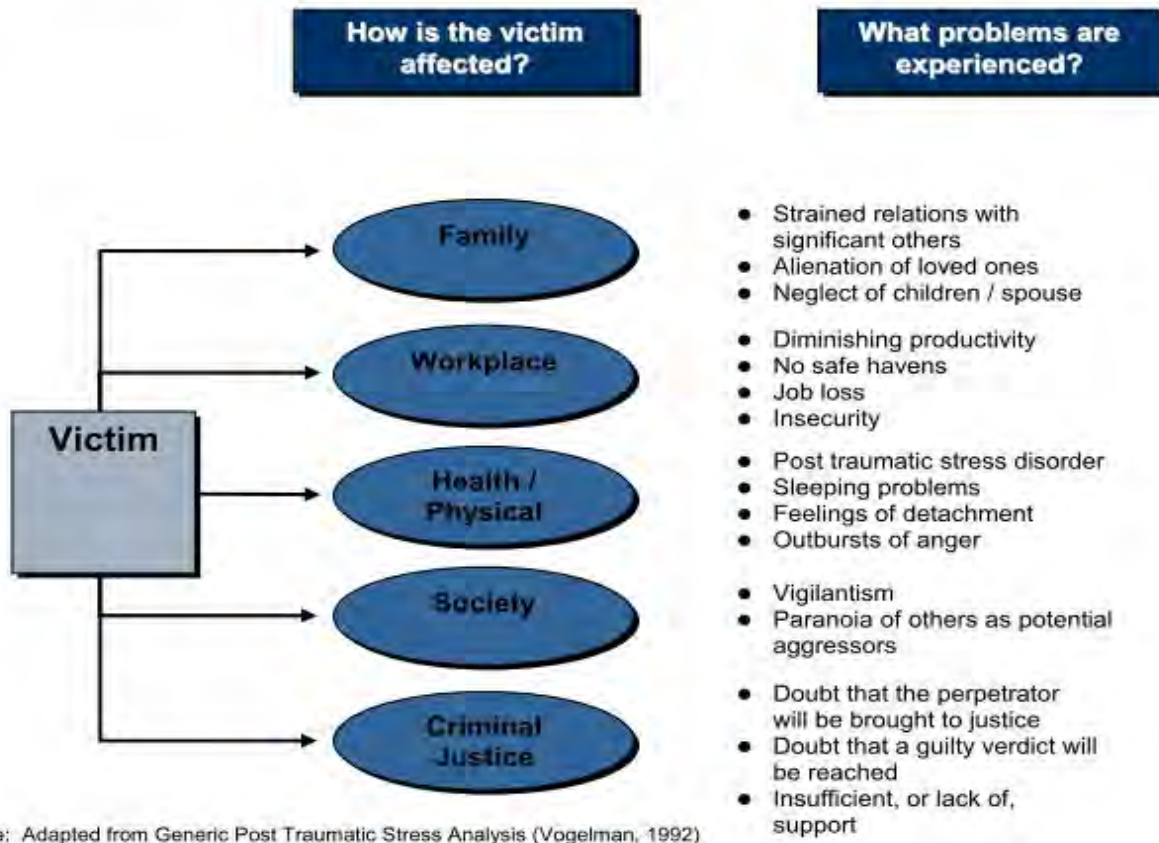 How is the victim
affected?
What problems are
experienced?
Victim
Family
● Strained relations with
significant others
● Alienation of loved ones
● Neglect of children / spouse
Workplace
● Diminishing productivity
● No safe havens
● Job loss
● Insecurity
Health /
Physical
● Post traumatic stress disorder
● Sleeping problems
● Feelings of detachment
● Outbursts of anger
Society
● Vigilantism
● Paranoia of others as potential
aggressors
Criminal
Justice
● Doubt that the perpetrator
will be brought to justice
● Doubt that a guilty verdict will
be reached
● Insufficient, or lack of,
support
e: Adapted from Generic Post Traumatic Stress Analysis (Vogelman, 1992)